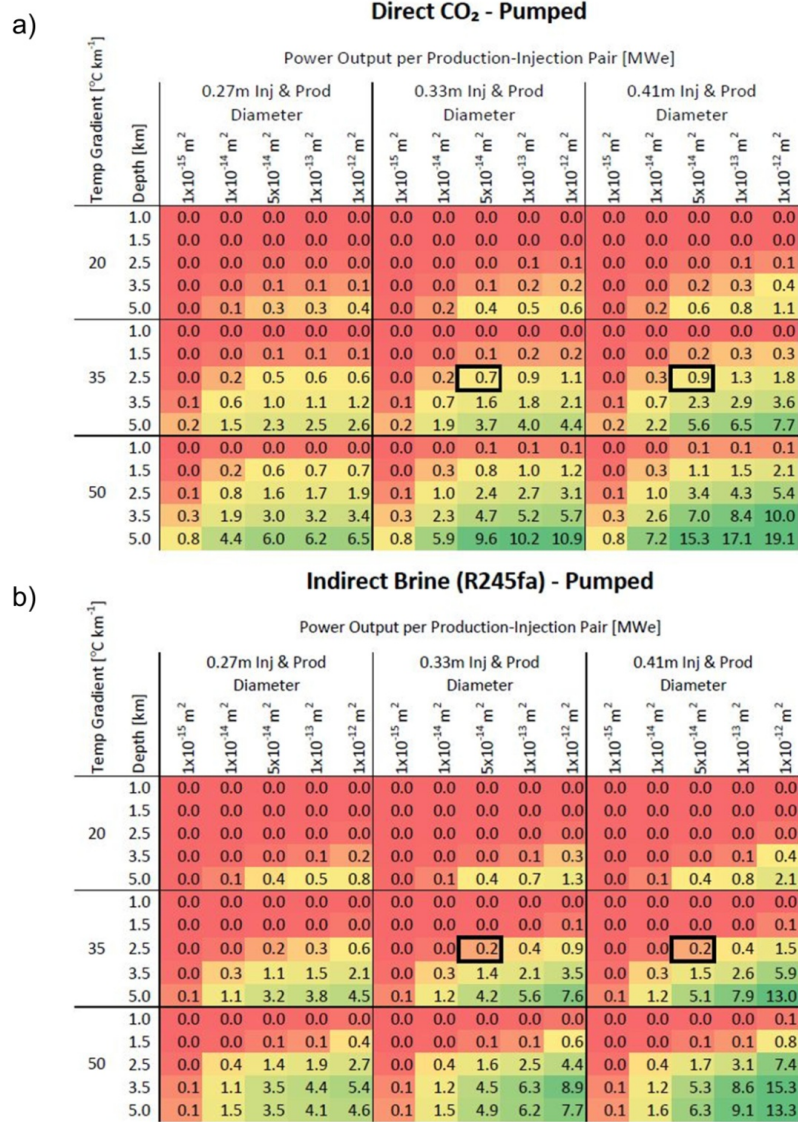 a)
Direct CO₂ - Pumped
Power Output per Production-Injection Pair [MWe]
Temp Gradient [°C km⁻¹]
Depth [km]
0.27m Inj & Prod Diameter
0.33m Inj & Prod Diameter
0.41m Inj & Prod Diameter
1x10⁻¹⁵ m² 1x10⁻¹⁴ m² 5x10⁻¹⁴ m² 1x10⁻¹³ m² 1x10⁻¹² m² 1x10⁻¹⁵ m² 1x10⁻¹⁴ m² 5x10⁻¹⁴ m² 1x10⁻¹³ m² 1x10⁻¹² m² 1x10⁻¹⁵ m² 1x10⁻¹⁴ m² 5x10⁻¹⁴ m² 1x10⁻¹³ m² 1x10⁻¹² m²
1.0 0.0 0.0 0.0 0.0 0.0 0.0 0.0 0.0 0.0 0.0 0.0 0.0 0.0 0.0 0.0
1.5 0.0 0.0 0.0 0.0 0.0 0.0 0.0 0.0 0.0 0.0 0.0 0.0 0.0 0.0 0.0
20 2.5 0.0 0.0 0.0 0.0 0.0 0.0 0.0 0.0 0.1 0.1 0.0 0.0 0.0 0.1 0.1
3.5 0.0 0.0 0.1 0.1 0.1 0.0 0.0 0.1 0.2 0.2 0.0 0.0 0.2 0.3 0.4
5.0 0.0 0.1 0.3 0.3 0.4 0.0 0.2 0.4 0.5 0.6 0.0 0.2 0.6 0.8 1.1
1.0 0.0 0.0 0.0 0.0 0.0 0.0 0.0 0.0 0.0 0.0 0.0 0.0 0.0 0.0 0.0
1.5 0.0 0.0 0.1 0.1 0.1 0.0 0.0 0.1 0.2 0.2 0.0 0.0 0.2 0.3 0.3
35 2.5 0.0 0.2 0.5 0.6 0.6 0.0 0.2 0.7 0.9 1.1 0.0 0.3 0.9 1.3 1.8
3.5 0.1 0.6 1.0 1.1 1.2 0.1 0.7 1.6 1.8 2.1 0.1 0.7 2.3 2.9 3.6
5.0 0.2 1.5 2.3 2.5 2.6 0.2 1.9 3.7 4.0 4.4 0.2 2.2 5.6 6.5 7.7
1.0 0.0 0.0 0.0 0.0 0.0 0.0 0.0 0.1 0.1 0.1 0.0 0.0 0.1 0.1 0.1
1.5 0.0 0.2 0.6 0.7 0.7 0.0 0.3 0.8 1.0 1.2 0.0 0.3 1.1 1.5 2.1
50 2.5 0.1 0.8 1.6 1.7 1.9 0.1 1.0 2.4 2.7 3.1 0.1 1.0 3.4 4.3 5.4
3.5 0.3 1.9 3.0 3.2 3.4 0.3 2.3 4.7 5.2 5.7 0.3 2.6 7.0 8.4 10.0
5.0 0.8 4.4 6.0 6.2 6.5 0.8 5.9 9.6 10.2 10.9 0.8 7.2 15.3 17.1 19.1
b)
Indirect Brine (R245fa) - Pumped
Power Output per Production-Injection Pair [MWe]
Temp Gradient [°C km⁻¹]
Depth [km]
0.27m Inj & Prod Diameter
0.33m Inj & Prod Diameter
0.41m Inj & Prod Diameter
1x10⁻¹⁵ m² 1x10⁻¹⁴ m² 5x10⁻¹⁴ m² 1x10⁻¹³ m² 1x10⁻¹² m² 1x10⁻¹⁵ m² 1x10⁻¹⁴ m² 5x10⁻¹⁴ m² 1x10⁻¹³ m² 1x10⁻¹² m² 1x10⁻¹⁵ m² 1x10⁻¹⁴ m² 5x10⁻¹⁴ m² 1x10⁻¹³ m² 1x10⁻¹² m²
1.0 0.0 0.0 0.0 0.0 0.0 0.0 0.0 0.0 0.0 0.0 0.0 0.0 0.0 0.0 0.0
1.5 0.0 0.0 0.0 0.0 0.0 0.0 0.0 0.0 0.0 0.0 0.0 0.0 0.0 0.0 0.0
20 2.5 0.0 0.0 0.0 0.0 0.0 0.0 0.0 0.0 0.0 0.0 0.0 0.0 0.0 0.0 0.0
3.5 0.0 0.0 0.0 0.1 0.2 0.0 0.0 0.0 0.1 0.3 0.0 0.0 0.0 0.1 0.4
5.0 0.0 0.1 0.4 0.5 0.8 0.0 0.1 0.4 0.7 1.3 0.0 0.1 0.4 0.8 2.1
1.0 0.0 0.0 0.0 0.0 0.0 0.0 0.0 0.0 0.0 0.0 0.0 0.0 0.0 0.0 0.0
1.5 0.0 0.0 0.0 0.0 0.0 0.0 0.0 0.0 0.0 0.1 0.0 0.0 0.0 0.0 0.1
35 2.5 0.0 0.0 0.2 0.3 0.6 0.0 0.0 0.2 0.4 0.9 0.0 0.0 0.2 0.4 1.5
3.5 0.0 0.3 1.1 1.5 2.1 0.0 0.3 1.4 2.1 3.5 0.0 0.3 1.5 2.6 5.9
5.0 0.1 1.1 3.2 3.8 4.5 0.1 1.2 4.2 5.6 7.6 0.1 1.2 5.1 7.9 13.0
1.0 0.0 0.0 0.0 0.0 0.0 0.0 0.0 0.0 0.0 0.0 0.0 0.0 0.0 0.0 0.1
1.5 0.0 0.0 0.1 0.1 0.4 0.0 0.0 0.1 0.1 0.6 0.0 0.0 0.1 0.1 0.8
50 2.5 0.0 0.4 1.4 1.9 2.7 0.0 0.4 1.6 2.5 4.4 0.0 0.4 1.7 3.1 7.4
3.5 0.1 1.1 3.5 4.4 5.4 0.1 1.2 4.5 6.3 8.9 0.1 1.2 5.3 8.6 15.3
5.0 0.1 1.5 3.5 4.1 4.6 0.1 1.5 4.9 6.2 7.7 0.1 1.6 6.3 9.1 13.3